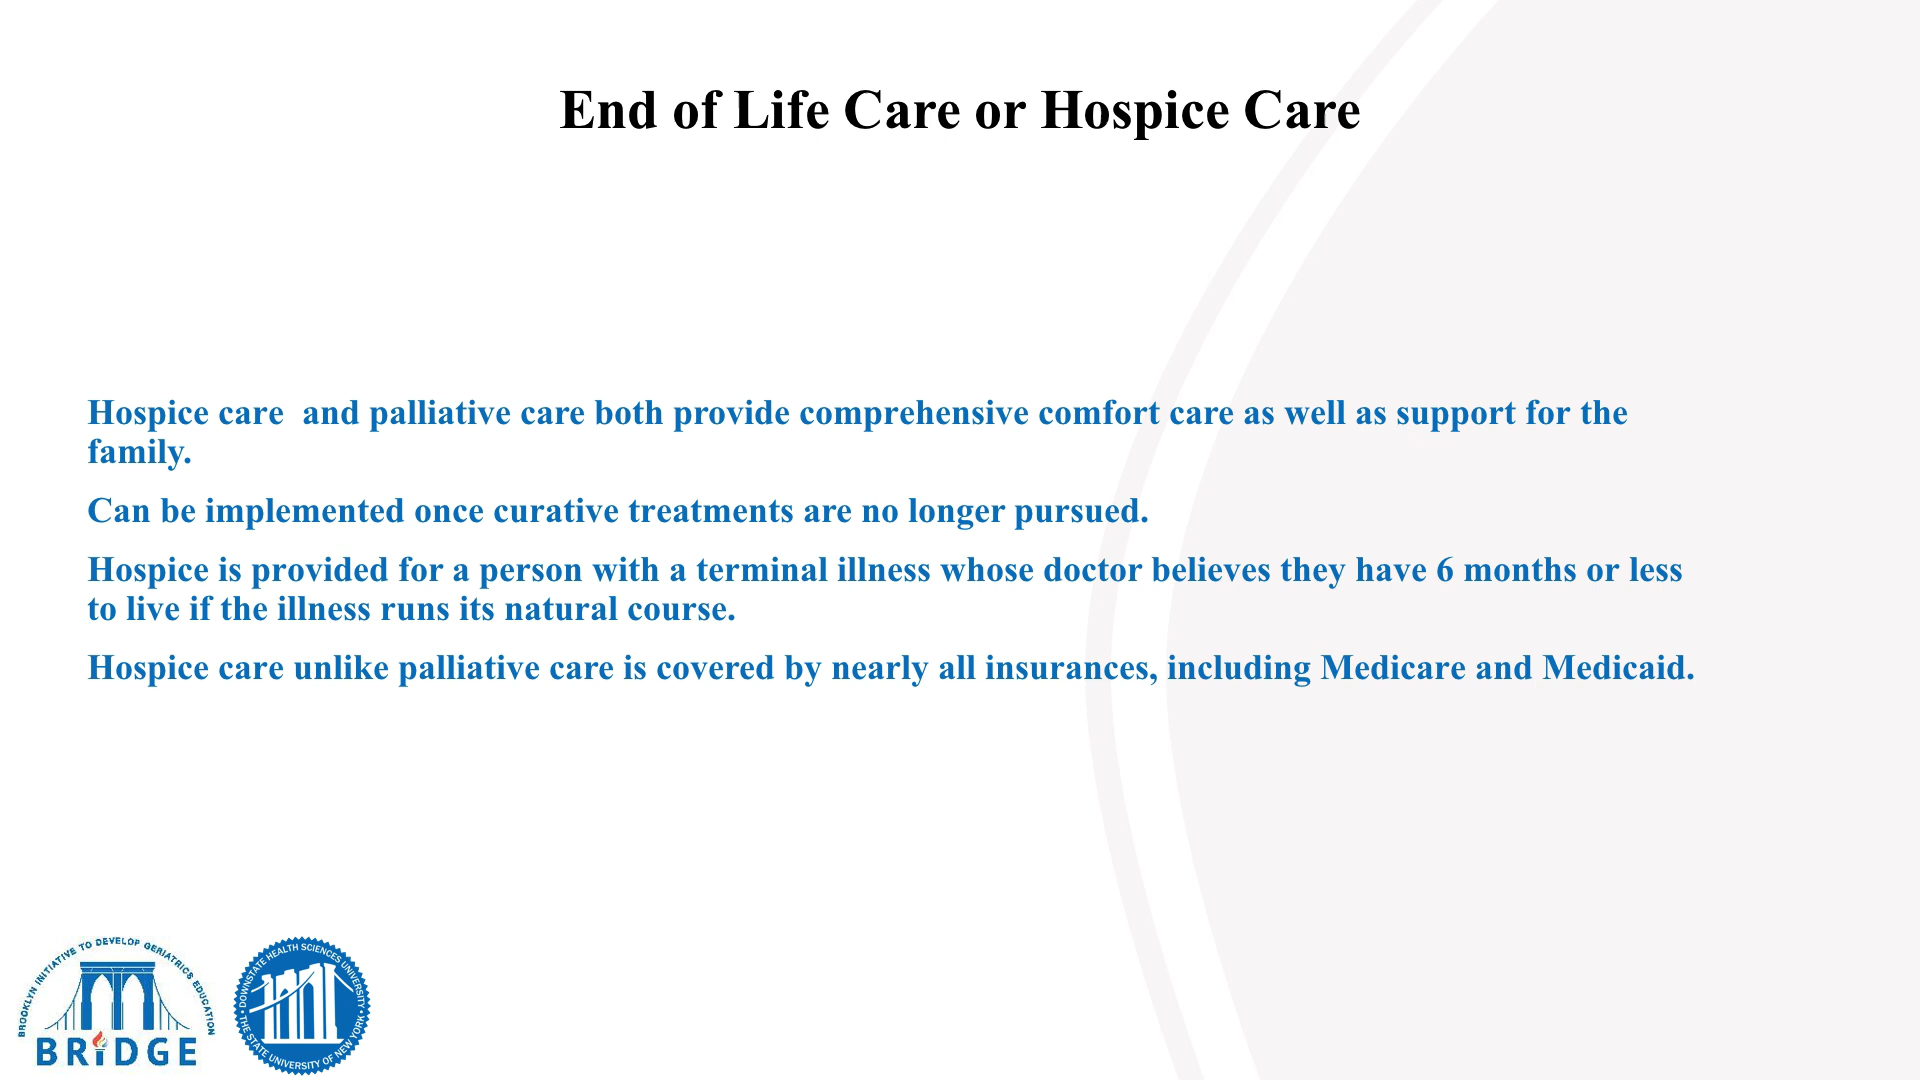 End of Life Care or Hospice Care
Hospice care  and palliative care both provide comprehensive comfort care as well as support for the
family.
Can be implemented once curative treatments are no longer pursued.
Hospice is provided for a person with a terminal illness whose doctor believes they have 6 months or less
to live if the illness runs its natural course.
Hospice care unlike palliative care is covered by nearly all insurances, including Medicare and Medicaid.
BROOKLYN INITIATIVE TO DEVELOP GERIATRICS EDUCATION
BRiDGE
DOWNSTATE HEALTH SCIENCES UNIVERSITY
THE STATE UNIVERSITY OF NEW YORK